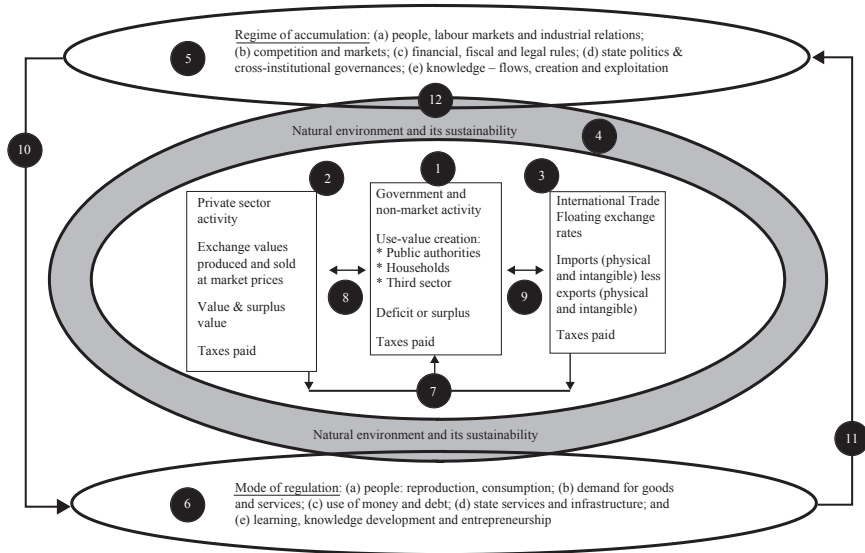 Regime of accumulation: (a) people, labour markets and industrial relations;
(b) competition and markets; (c) financial, fiscal and legal rules; (d) state politics &
cross-institutional governances; (e) knowledge – flows, creation and exploitation
5
12
Natural environment and its sustainability
4
10
2
1
3
Private sector
activity
Exchange values
produced and sold
at market prices
Value & surplus
value
Taxes paid
Government and
non-market activity
Use-value creation:
* Public authorities
* Households
* Third sector
Deficit or surplus
Taxes paid
International Trade
Floating exchange
rates
Imports (physical
and intangible) less
exports (physical
and intangible)
Taxes paid
8
9
7
Natural environment and its sustainability
11
6
Mode of regulation: (a) people: reproduction, consumption; (b) demand for goods
and services; (c) use of money and debt; (d) state services and infrastructure; and
(e) learning, knowledge development and entrepreneurship